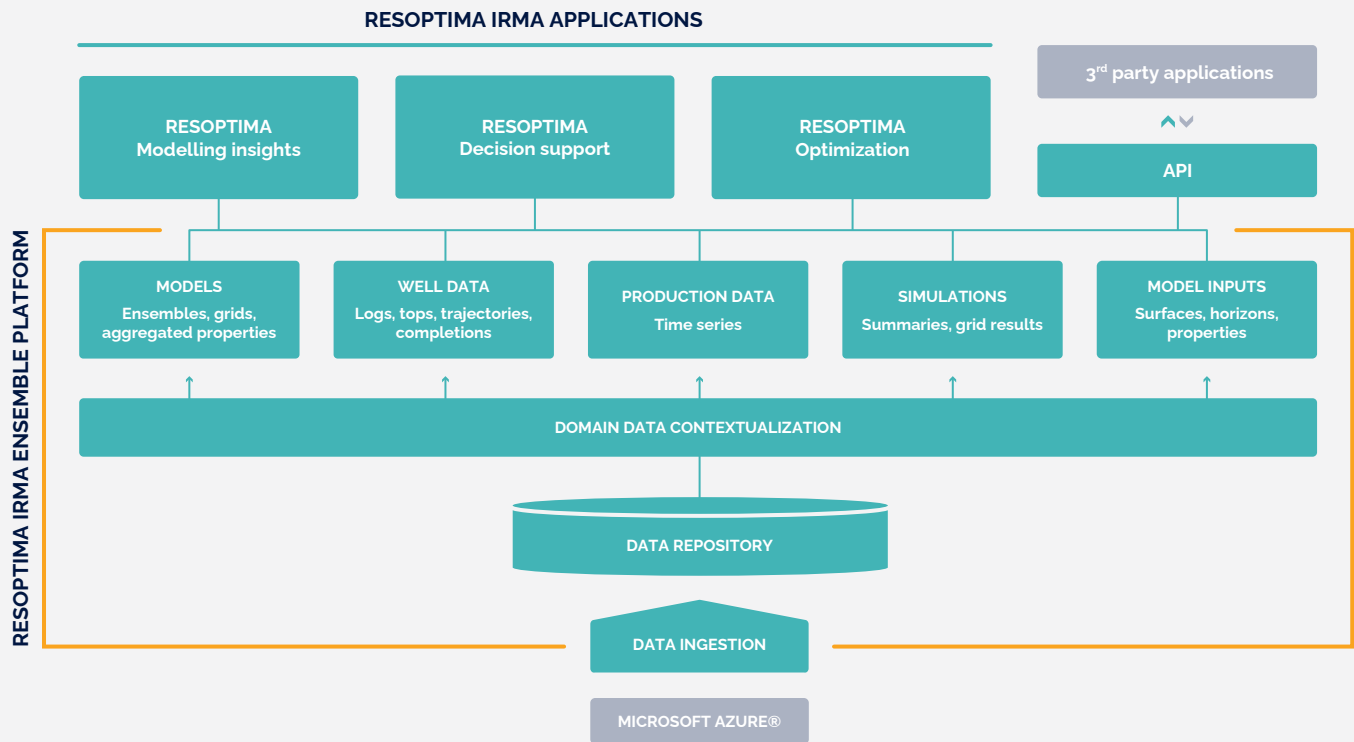 RESOPTIMA IRMA APPLICATIONS
RESOPTIMA
Modelling insights
RESOPTIMA
Decision support
RESOPTIMA
Optimization
3rd party applications
API
RESOPTIMA IRMA ENSEMBLE PLATFORM
MODELS
Ensembles, grids,
aggregated properties
WELL DATA
Logs, tops, trajectories,
completions
PRODUCTION DATA
Time series
SIMULATIONS
Summaries, grid results
MODEL INPUTS
Surfaces, horizons,
properties
DOMAIN DATA CONTEXTUALIZATION
DATA REPOSITORY
DATA INGESTION
MICROSOFT AZURE®